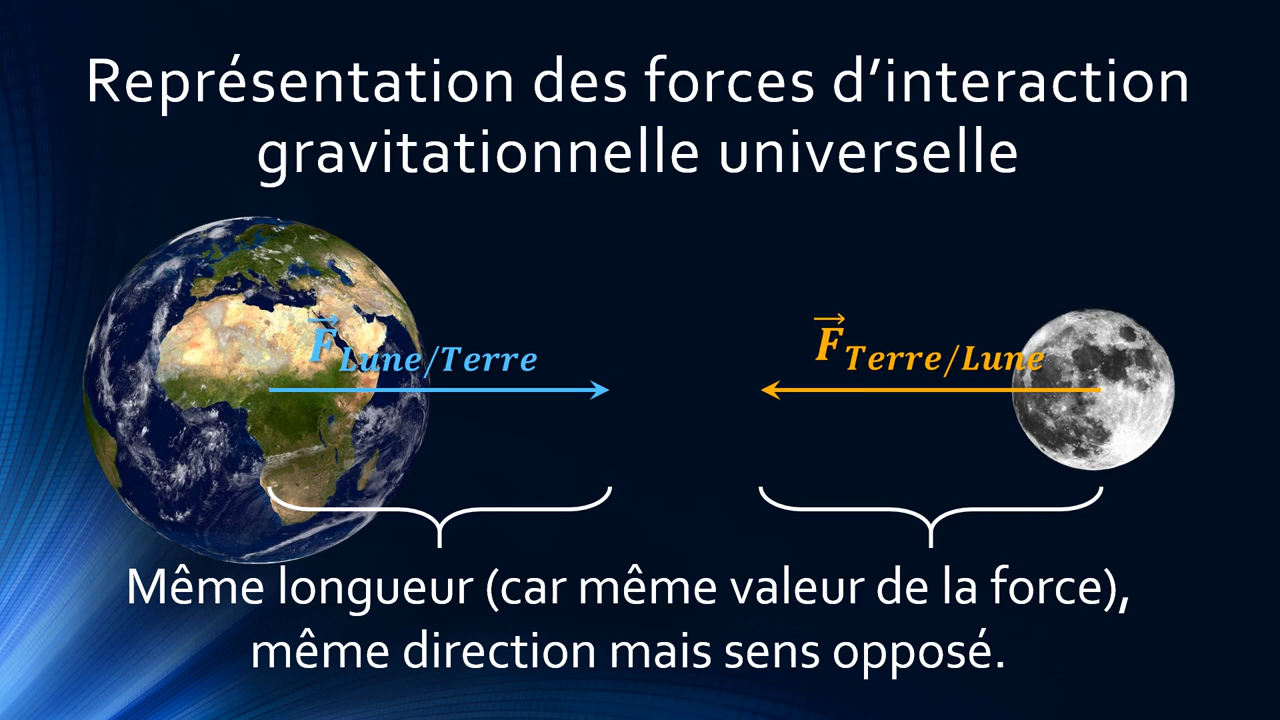 Représentation des forces d’interaction
gravitationnelle universelle
F⃗ Lune/Terre
F⃗ Terre/Lune
Même longueur (car même valeur de la force),
même direction mais sens opposé.